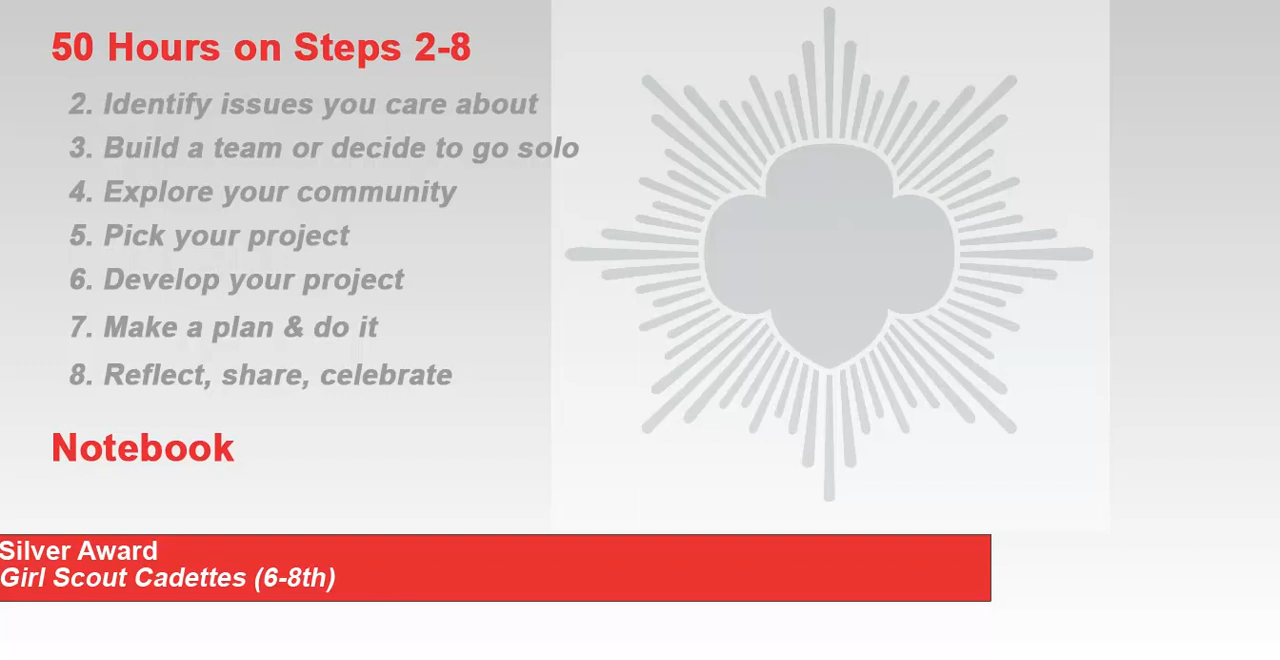 50 Hours on Steps 2-8
2. Identify issues you care about
3. Build a team or decide to go solo
4. Explore your community
5. Pick your project
6. Develop your project
7. Make a plan & do it
8. Reflect, share, celebrate
Notebook
Silver Award
Girl Scout Cadettes (6-8th)